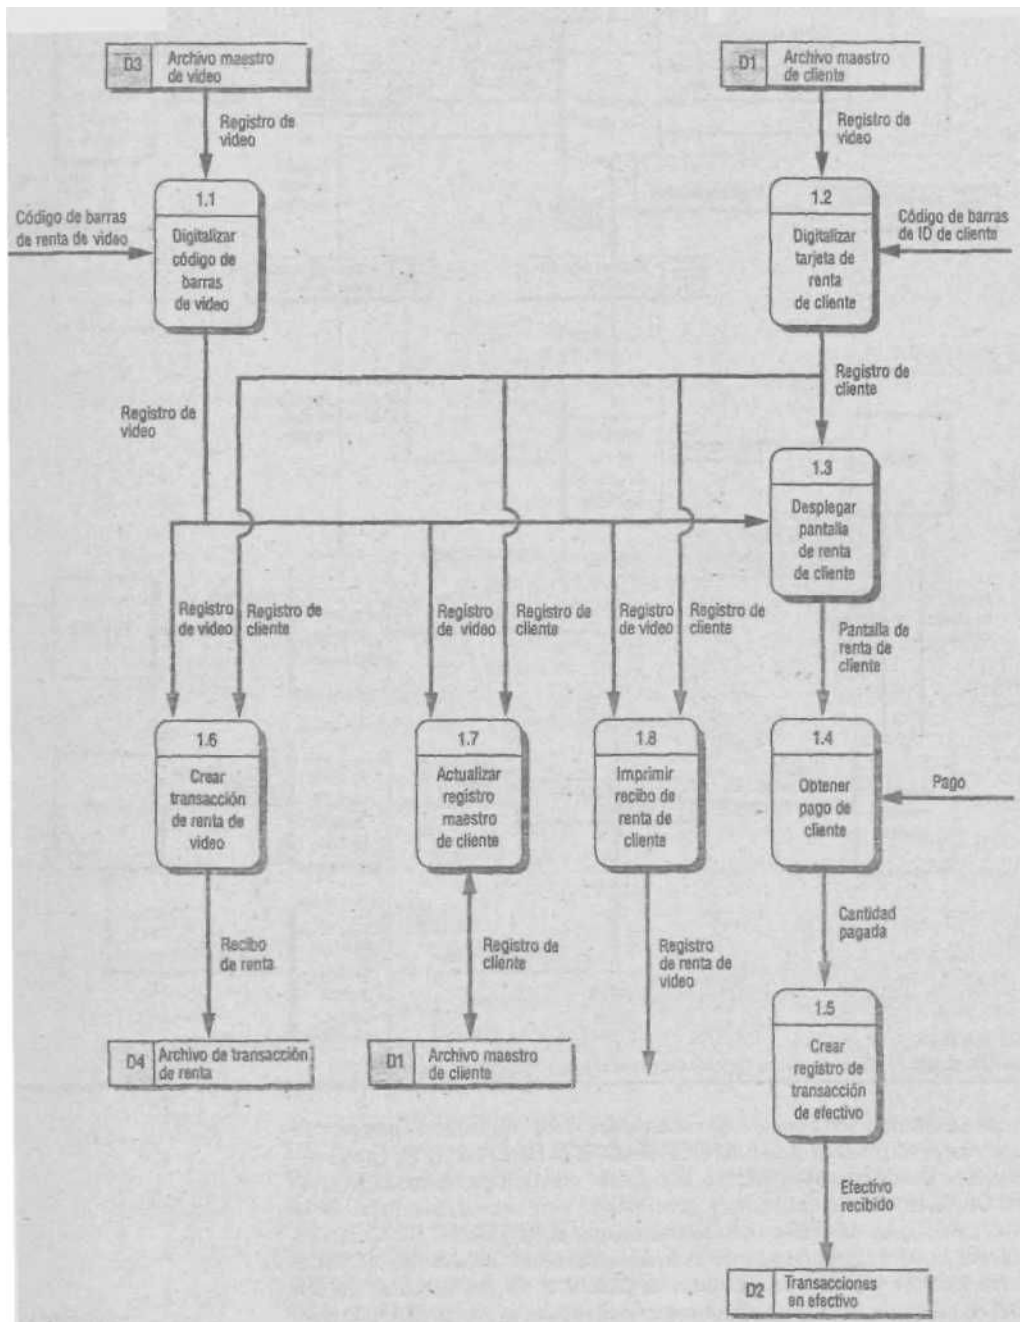 D3
Archivo maestro
de video
D1
Archivo maestro
de cliente
Registro de
video
Registro de
video
1.1
Digitalizar
código de
barras
de video
Código de barras
de renta de video
1.2
Digitalizar
tarjeta de
renta
de cliente
Código de barras
de ID de cliente
Registro de
cliente
Registro de
video
1.3
Desplegar
pantalla
de renta
de cliente
Registro
de video
Registro de
cliente
Registro
de video
Registro de
cliente
Registro
de video
Registro de
cliente
Pantalla de
renta de
cliente
1.6
Crear
transacción
de renta de
video
1.7
Actualizar
registro
maestro
de cliente
1.8
Imprimir
recibo de
renta de
cliente
1.4
Obtener
pago de
cliente
Pago
Recibo
de renta
Registro de
cliente
Registro
de renta de
video
Cantidad
pagada
D4
Archivo de transacción
de renta
D1
Archivo maestro
de cliente
1.5
Crear
registro de
transacción
de efectivo
Efectivo
recibido
D2
Transacciones
en efectivo